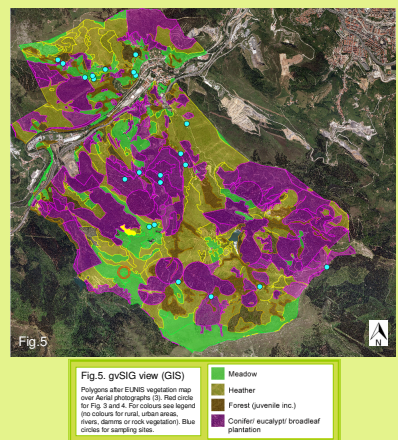 Fig.5
N
Fig.5. gvSIG view (GIS)
Polygons after EUNIS vegetation map
over Aerial photographs (3). Red circle
for Fig. 3 and 4. For colours see legend
(no colours for rural, urban areas,
rivers, damms or rock vegetation). Blue
circles for sampling sites.
Meadow
Heather
Forest (juvenile inc.)
Conifer/ eucalypt/ broadleaf
plantation